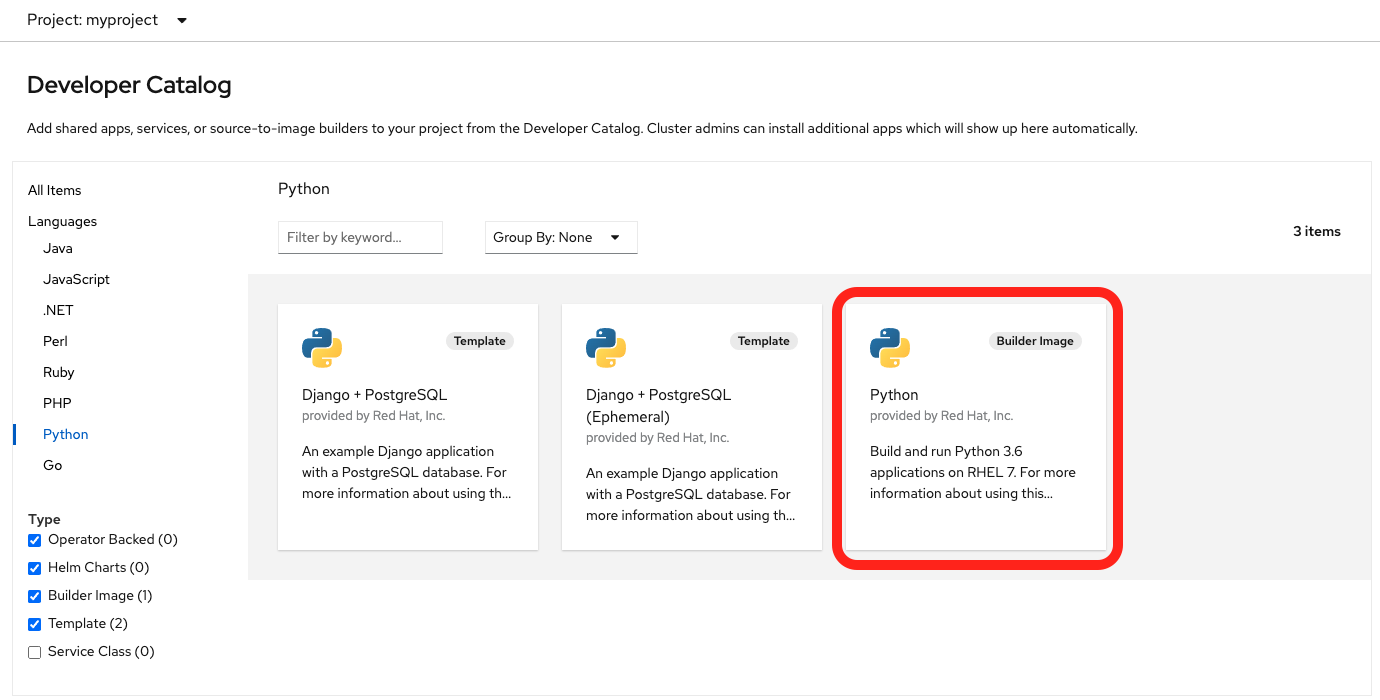 Project: myproject
Developer Catalog
Add shared apps, services, or source-to-image builders to your project from the Developer Catalog. Cluster admins can install additional apps which will show up here automatically.
All Items
Languages
Java
JavaScript
.NET
Perl
Ruby
PHP
Python
Go
Type
Operator Backed (0)
Helm Charts (0)
Builder Image (1)
Template (2)
Service Class (0)
Python
Filter by keyword...
Group By: None
3 items
Template
Django + PostgreSQL
provided by Red Hat, Inc.
An example Django application
with a PostgreSQL database. For
more information about using th...
Template
Django + PostgreSQL
(Ephemeral)
provided by Red Hat, Inc.
An example Django application
with a PostgreSQL database. For
more information about using th...
Builder Image
Python
provided by Red Hat, Inc.
Build and run Python 3.6
applications on RHEL 7. For more
information about using this...